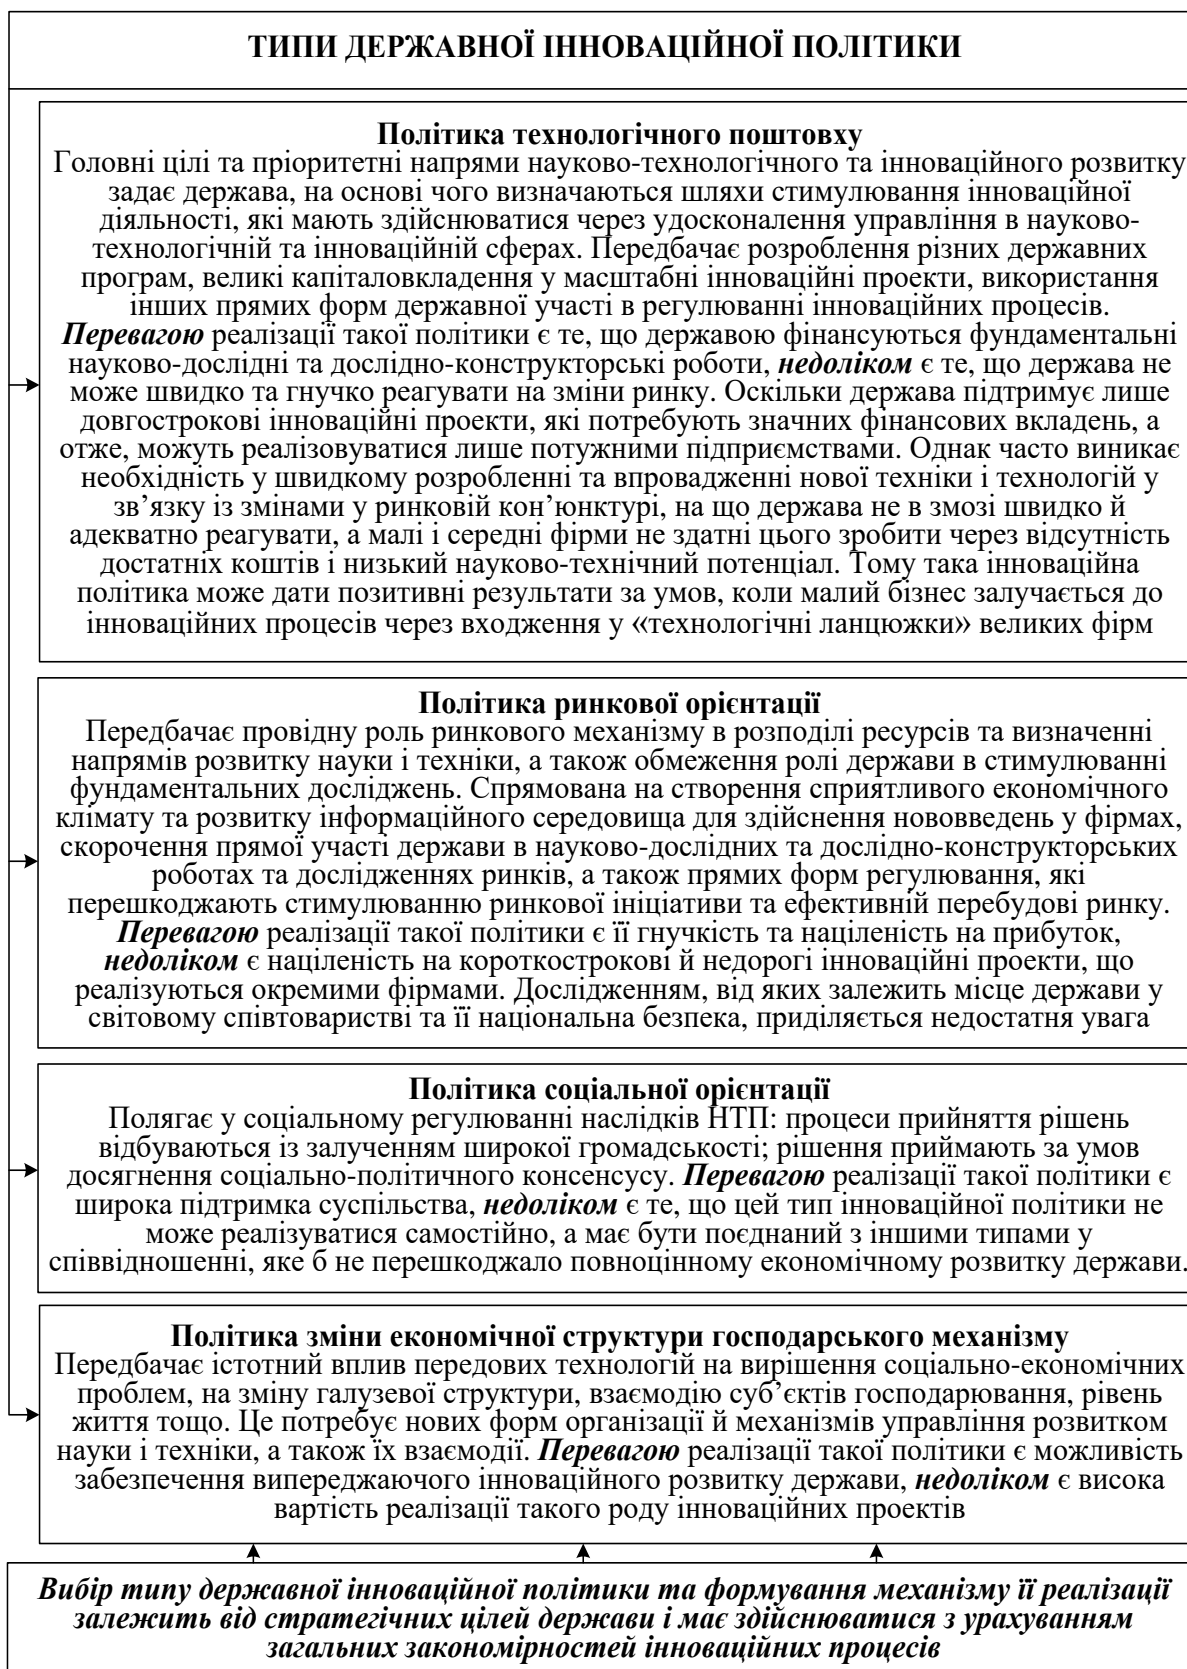 ТИПИ ДЕРЖАВНОЇ ІННОВАЦІЙНОЇ ПОЛІТИКИ
Політика технологічного поштовху
Головні цілі та пріоритетні напрями науково-технологічного та інноваційного розвитку
задає держава, на основі чого визначаються шляхи стимулювання інноваційної
діяльності, які мають здійснюватися через удосконалення управління в науково-
технологічній та інноваційній сферах. Передбачає розроблення різних державних
програм, великі капіталовкладення у масштабні інноваційні проекти, використання
інших прямих форм державної участі в регулюванні інноваційних процесів.
Перевагою реалізації такої політики є те, що державою фінансуються фундаментальні
науково-дослідні та дослідно-конструкторські роботи, недоліком є те, що держава не
може швидко та гнучко реагувати на зміни ринку. Оскільки держава підтримує лише
довгострокові інноваційні проекти, які потребують значних фінансових вкладень, а
отже, можуть реалізовуватися лише потужними підприємствами. Однак часто виникає
необхідність у швидкому розробленні та впровадженні нової техніки і технологій у
зв’язку із змінами у ринковій кон’юнктурі, на що держава не в змозі швидко й
адекватно реагувати, а малі і середні фірми не здатні цього зробити через відсутність
достатніх коштів і низький науково-технічний потенціал. Тому така інноваційна
політика може дати позитивні результати за умов, коли малий бізнес залучається до
інноваційних процесів через входження у «технологічні ланцюжки» великих фірм
Політика ринкової орієнтації
Передбачає провідну роль ринкового механізму в розподілі ресурсів та визначенні
напрямів розвитку науки і техніки, а також обмеження ролі держави в стимулюванні
фундаментальних досліджень. Спрямована на створення сприятливого економічного
клімату та розвитку інформаційного середовища для здійснення нововведень у фірмах,
скорочення прямої участі держави в науково-дослідних та дослідно-конструкторських
роботах та дослідженнях ринків, а також прямих форм регулювання, які
перешкоджають стимулюванню ринкової ініціативи та ефективній перебудові ринку.
Перевагою реалізації такої політики є її гнучкість та націленість на прибуток,
недоліком є націленість на короткострокові й недорогі інноваційні проекти, що
реалізуються окремими фірмами. Дослідженням, від яких залежить місце держави у
світовому співтоваристві та її національна безпека, приділяється недостатня увага
Політика соціальної орієнтації
Полягає у соціальному регулюванні наслідків НТП: процеси прийняття рішень
відбуваються із залученням широкої громадськості; рішення приймають за умов
досягнення соціально-політичного консенсусу. Перевагою реалізації такої політики є
широка підтримка суспільства, недоліком є те, що цей тип інноваційної політики не
може реалізуватися самостійно, а має бути поєднаний з іншими типами у
співвідношенні, яке б не перешкоджало повноцінному економічному розвитку держави.
Політика зміни економічної структури господарського механізму
Передбачає істотний вплив передових технологій на вирішення соціально-економічних
проблем, на зміну галузевої структури, взаємодію суб’єктів господарювання, рівень
життя тощо. Це потребує нових форм організації й механізмів управління розвитком
науки і техніки, а також їх взаємодії. Перевагою реалізації такої політики є можливість
забезпечення випереджаючого інноваційного розвитку держави, недоліком є висока
вартість реалізації такого роду інноваційних проектів
Вибір типу державної інноваційної політики та формування механізму її реалізації
залежить від стратегічних цілей держави і має здійснюватися з урахуванням
загальних закономірностей інноваційних процесів